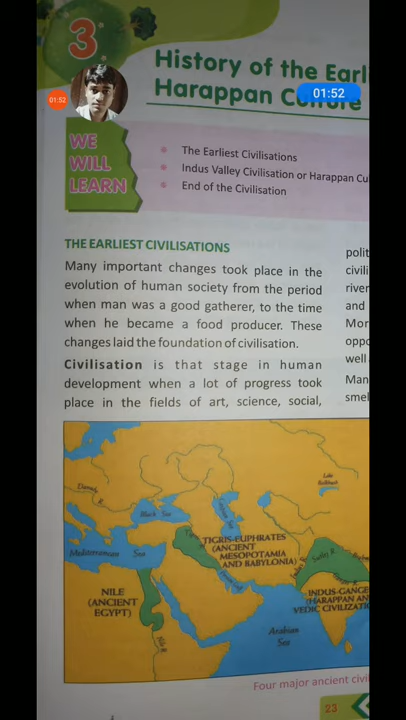 3
History of the Earl
Harappan Culture
01:52
01:52
WE
WILL
LEARN
The Earliest Civilisations
Indus Valley Civilisation or Harappan Cu
End of the Civilisation
THE EARLIEST CIVILISATIONS
Many important changes took place in the
evolution of human society from the period
when man was a good gatherer, to the time
when he became a food producer. These
changes laid the foundation of civilisation.
Civilisation is that stage in human
development when a lot of progress took
place in the fields of art, science, social,
polit
civili
river
and
Mor
oppo
well
Man
smel
Danube
R.
Black Sea
Mediterranean Sea
TIGRIS-EUPHRATES
(ANCIENT
MESOPOTAMIA
AND BABYLONIA)
NILE
(ANCIENT
EGYPT)
Nile R.
Lake
Balkhash
INDUS-GANGE
(HARAPPAN AN
VEDIC CIVILIZATI
Arabian
Sea
Four major ancient civil
23